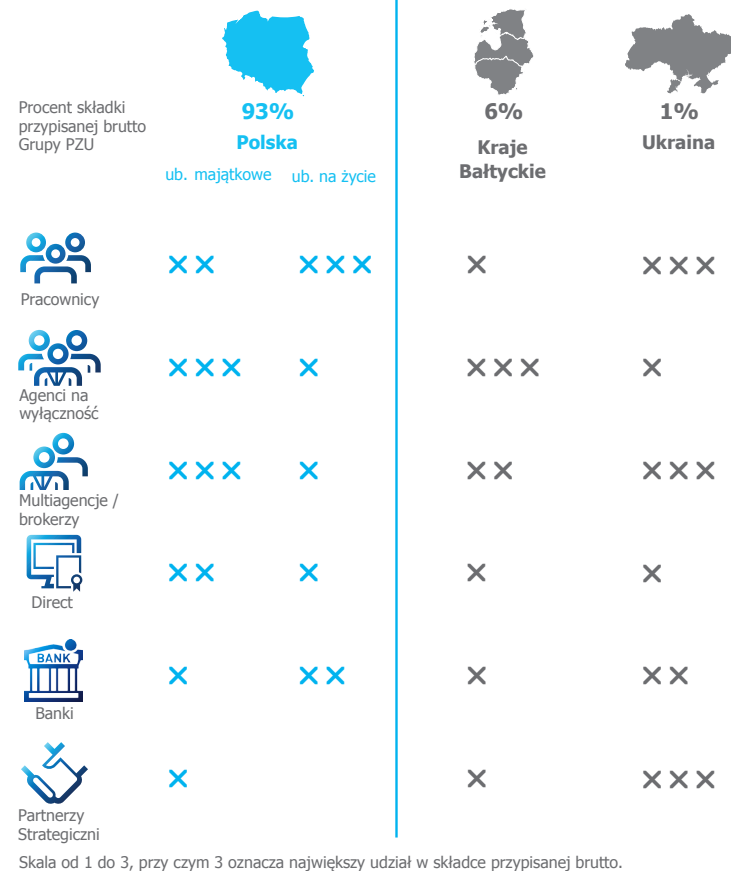 Procent składki
przypisanej brutto
Grupy PZU
93%
Polska
ub. majątkowe
ub. na życie
6%
Kraje
Bałtyckie
1%
Ukraina
Pracownicy
Agenci na
wyłączność
Multiagencje /
brokerzy
Direct
BANK
Banki
Partnerzy
Strategiczni
Skala od 1 do 3, przy czym 3 oznacza największy udział w składce przypisanej brutto.